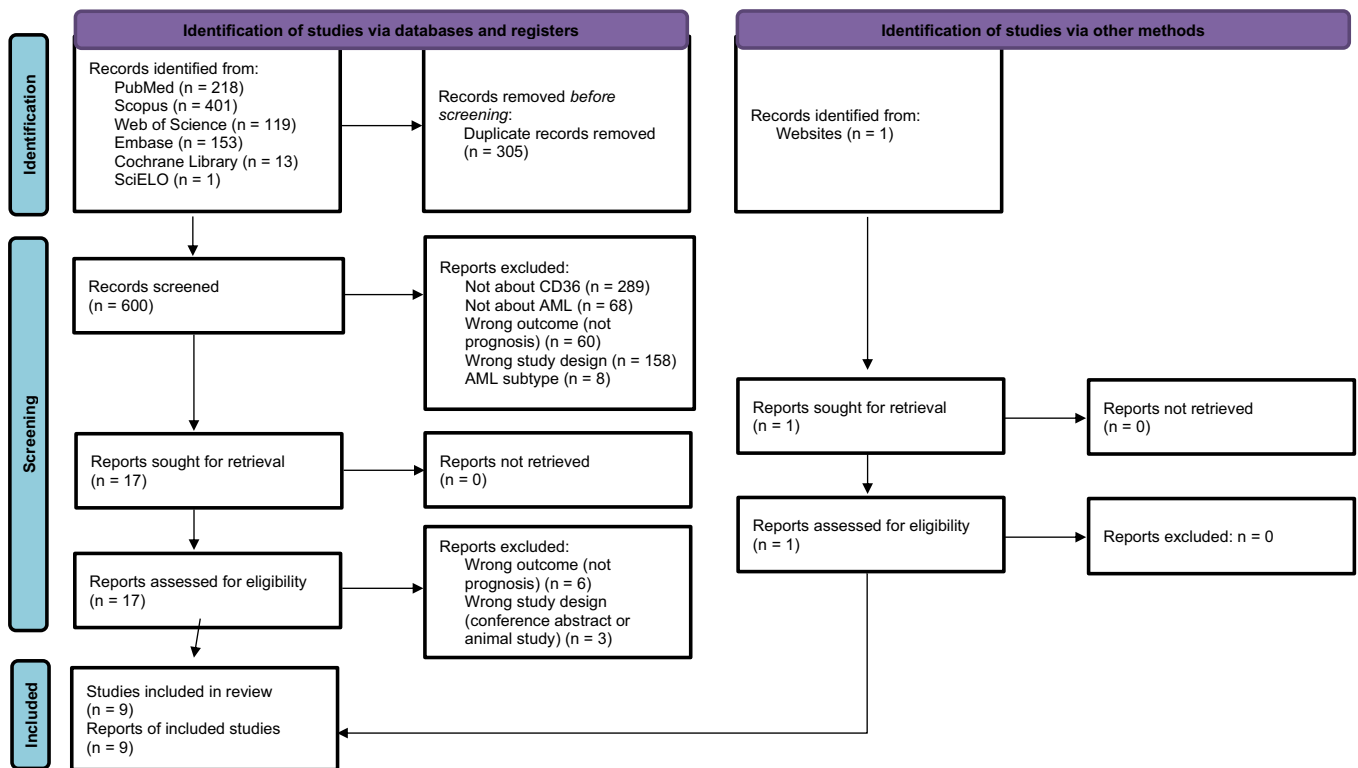 Identification of studies via databases and registers
Identification of studies via other methods
Identification
Records identified from:
PubMed (n = 218)
Scopus (n = 401)
Web of Science (n = 119)
Embase (n = 153)
Cochrane Library (n = 13)
SciELO (n = 1)
Records removed before
screening:
Duplicate records removed
(n = 305)
Records identified from:
Websites (n = 1)
Screening
Records screened
(n = 600)
Reports excluded:
Not about CD36 (n = 289)
Not about AML (n = 68)
Wrong outcome (not
prognosis) (n = 60)
Wrong study design (n = 158)
AML subtype (n = 8)
Reports sought for retrieval
(n = 17)
Reports not retrieved
(n = 0)
Reports sought for retrieval
(n = 1)
Reports not retrieved
(n = 0)
Reports assessed for eligibility
(n = 17)
Reports excluded:
Wrong outcome (not
prognosis) (n = 6)
Wrong study design
(conference abstract or
animal study) (n = 3)
Reports assessed for eligibility
(n = 1)
Reports excluded: n = 0
Included
Studies included in review
(n = 9)
Reports of included studies
(n = 9)